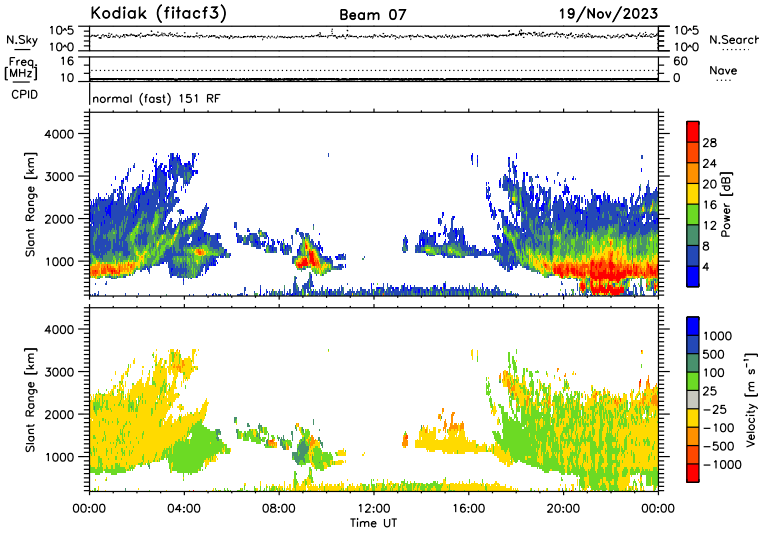 Kodiak (fitacf3) Beam 07 19/Nov/2023
N.Sky 10^5 10^0 10^5 10^0 N.Search
Freq. [MHz] 16 10 60 0 Nave
CPID normal (fast) 151 RF
Slant Range [km] 4000 3000 2000 1000
28 24 20 16 12 8 4 Power [dB]
Slant Range [km] 4000 3000 2000 1000
1000 500 100 25 -25 -100 -500 -1000 Velocity [m s^-1]
00:00 04:00 08:00 12:00 16:00 20:00 00:00
Time UT